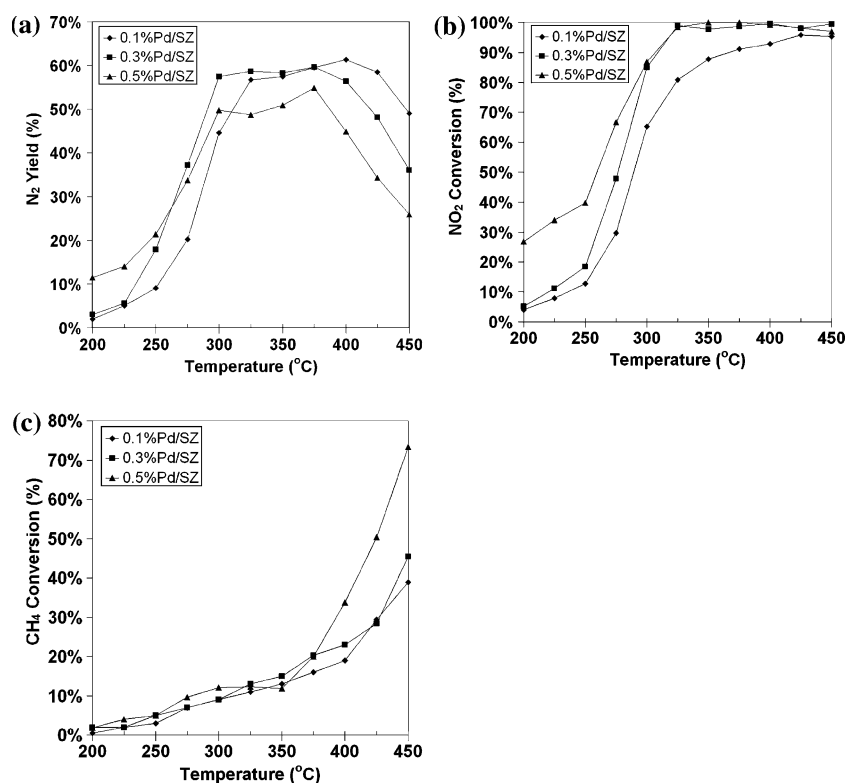 (a)
70%
60%
50%
40%
30%
20%
10%
0%
N2 Yield (%)
0.1%Pd/SZ
0.3%Pd/SZ
0.5%Pd/SZ
200 250 300 350 400 450
Temperature (oC)
(b)
100%
90%
80%
70%
60%
50%
40%
30%
20%
10%
0%
NO2 Conversion (%)
0.1%Pd/SZ
0.3%Pd/SZ
0.5%Pd/SZ
200 250 300 350 400 450
Temperature (oC)
(c)
80%
70%
60%
50%
40%
30%
20%
10%
0%
CH4 Conversion (%)
0.1%Pd/SZ
0.3%Pd/SZ
0.5%Pd/SZ
200 250 300 350 400 450
Temperature (oC)